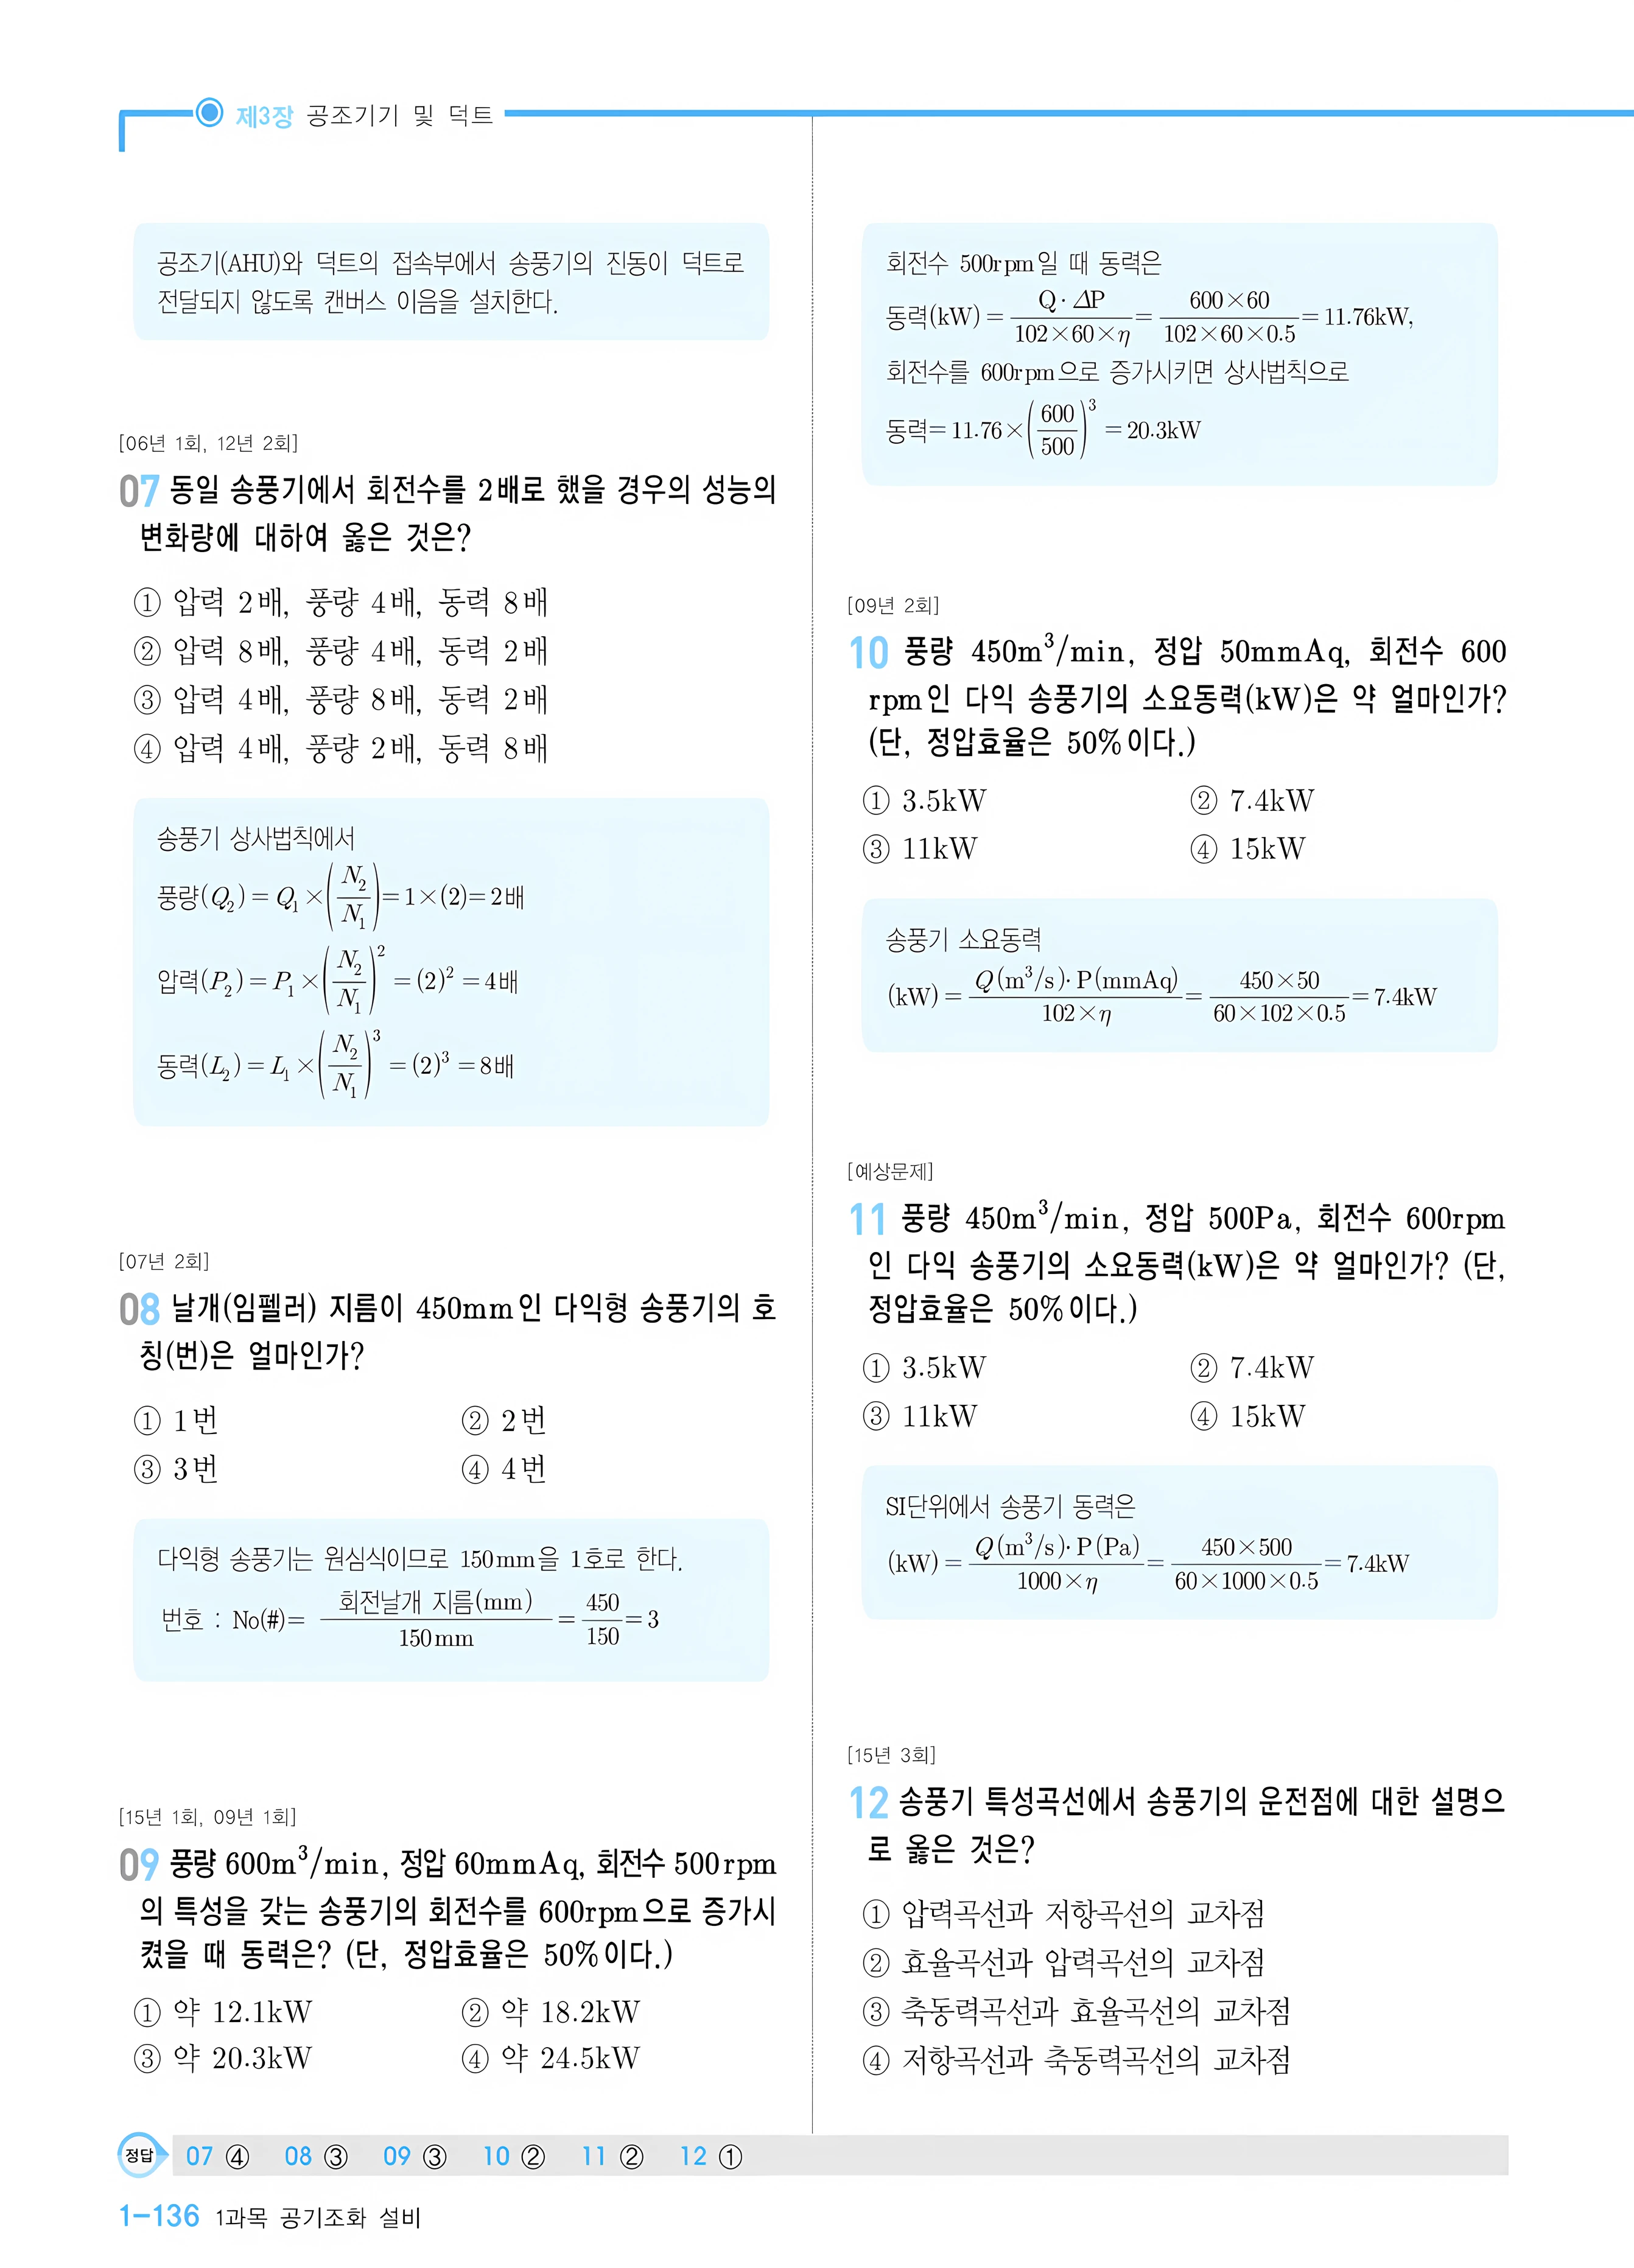 제3장 공조기기 및 덕트
공조기(AHU)와 덕트의 접속부에서 송풍기의 진동이 덕트로
전달되지 않도록 캔버스 이음을 설치한다.
[06년 1회, 12년 2회]
07 동일 송풍기에서 회전수를 2배로 했을 경우의 성능의
변화량에 대하여 옳은 것은?
① 압력 2배, 풍량 4배, 동력 8배
② 압력 8배, 풍량 4배, 동력 2배
③ 압력 4배, 풍량 8배, 동력 2배
④ 압력 4배, 풍량 2배, 동력 8배
송풍기 상사법칙에서
풍량(Q₂) = Q₁ × (N₂/N₁) = 1×(2) = 2배
압력(P₂) = P₁ × (N₂/N₁)² = (2)² = 4배
동력(L₂) = L₁ × (N₂/N₁)³ = (2)³ = 8배
[07년 2회]
08 날개(임펠러) 지름이 450mm인 다익형 송풍기의 호
칭(번)은 얼마인가?
① 1번 ② 2번
③ 3번 ④ 4번
다익형 송풍기는 원심식이므로 150mm을 1호로 한다.
번호 : No(#) = 회전날개 지름(mm)/150mm = 450/150 = 3
[15년 1회, 09년 1회]
09 풍량 600m³/min, 정압 60mmAq, 회전수 500rpm
의 특성을 갖는 송풍기의 회전수를 600rpm으로 증가시
켰을 때 동력은? (단, 정압효율은 50%이다.)
① 약 12.1kW ② 약 18.2kW
③ 약 20.3kW ④ 약 24.5kW
회전수 500rpm일 때 동력은
동력(kW) = Q·ΔP/(102×60×η) = 600×60/(102×60×0.5) = 11.76kW,
회전수를 600rpm으로 증가시키면 상사법칙으로
동력 = 11.76×(600/500)³ = 20.3kW
[09년 2회]
10 풍량 450m³/min, 정압 50mmAq, 회전수 600
rpm인 다익 송풍기의 소요동력(kW)은 약 얼마인가?
(단, 정압효율은 50%이다.)
① 3.5kW ② 7.4kW
③ 11kW ④ 15kW
송풍기 소요동력
(kW) = Q(m³/s)·P(mmAq)/(102×η) = 450×50/(60×102×0.5) = 7.4kW
[예상문제]
11 풍량 450m³/min, 정압 500Pa, 회전수 600rpm
인 다익 송풍기의 소요동력(kW)은 약 얼마인가? (단,
정압효율은 50%이다.)
① 3.5kW ② 7.4kW
③ 11kW ④ 15kW
SI단위에서 송풍기 동력은
(kW) = Q(m³/s)·P(Pa)/(1000×η) = 450×500/(60×1000×0.5) = 7.4kW
[15년 3회]
12 송풍기 특성곡선에서 송풍기의 운전점에 대한 설명으
로 옳은 것은?
① 압력곡선과 저항곡선의 교차점
② 효율곡선과 압력곡선의 교차점
③ 축동력곡선과 효율곡선의 교차점
④ 저항곡선과 축동력곡선의 교차점
정답 07 ④ 08 ③ 09 ③ 10 ② 11 ② 12 ①
1-136 1과목 공기조화 설비